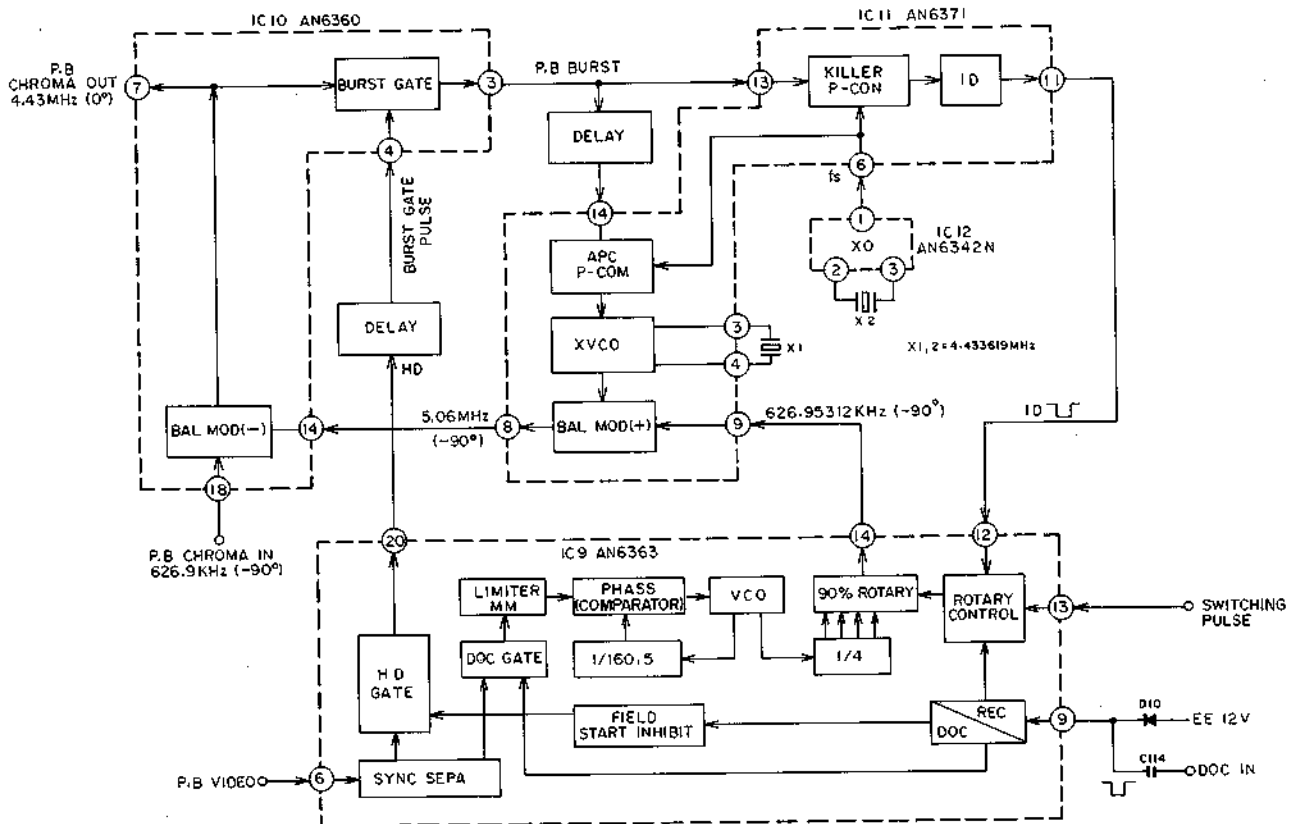 IC10 AN6360
IC11 AN6371
P.B
CHROMA OUT
4.43MHz (0°)
7
BURST GATE
3
P.B BURST
13
KILLER
P-CON
ID
11
4
DELAY
6
fs
BURST GATE
PULSE
14
1
XO
IC12
AN6342N
2
3
X2
APC
P-COM
DELAY
HD
XVCO
3
4
X1
X1, 2=4.433619MHz
ID
BAL MOD(-)
14
5.06MHz
(-90°)
8
BAL MOD(+)
9
626.95312KHz (-90°)
18
P.B CHROMA IN
626.9KHz (-90°)
20
IC9 AN6363
14
12
LIMITER
MM
PHASS
(COMPARATOR)
VCO
90% ROTARY
ROTARY
CONTROL
13
SWITCHING
PULSE
HD
GATE
DOC GATE
1/160.5
1/4
FIELD
START INHIBIT
REC
DOC
9
D10
EE 12V
C114
DOC IN
P.B VIDEO
6
SYNC SEPA